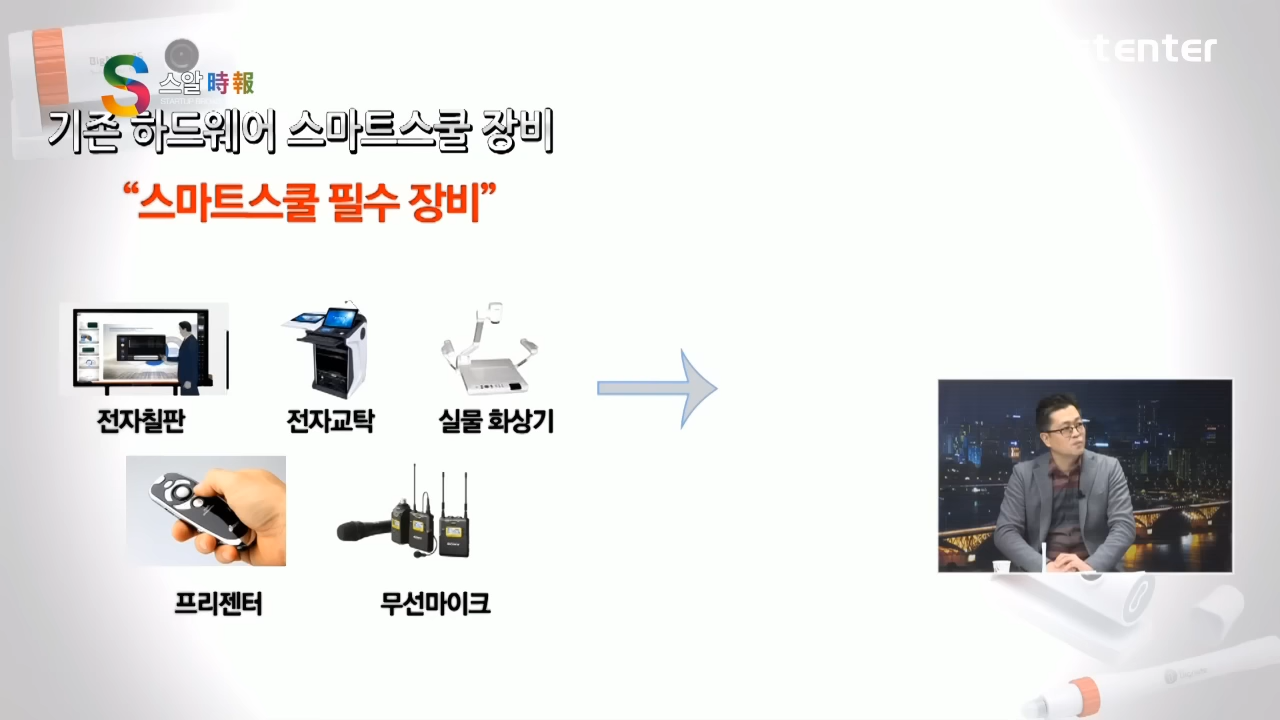 스알 時報
기존 하드웨어 스마트스쿨 장비
“스마트스쿨 필수 장비”
전자칠판
전자교탁
실물 화상기
프리젠터
무선마이크